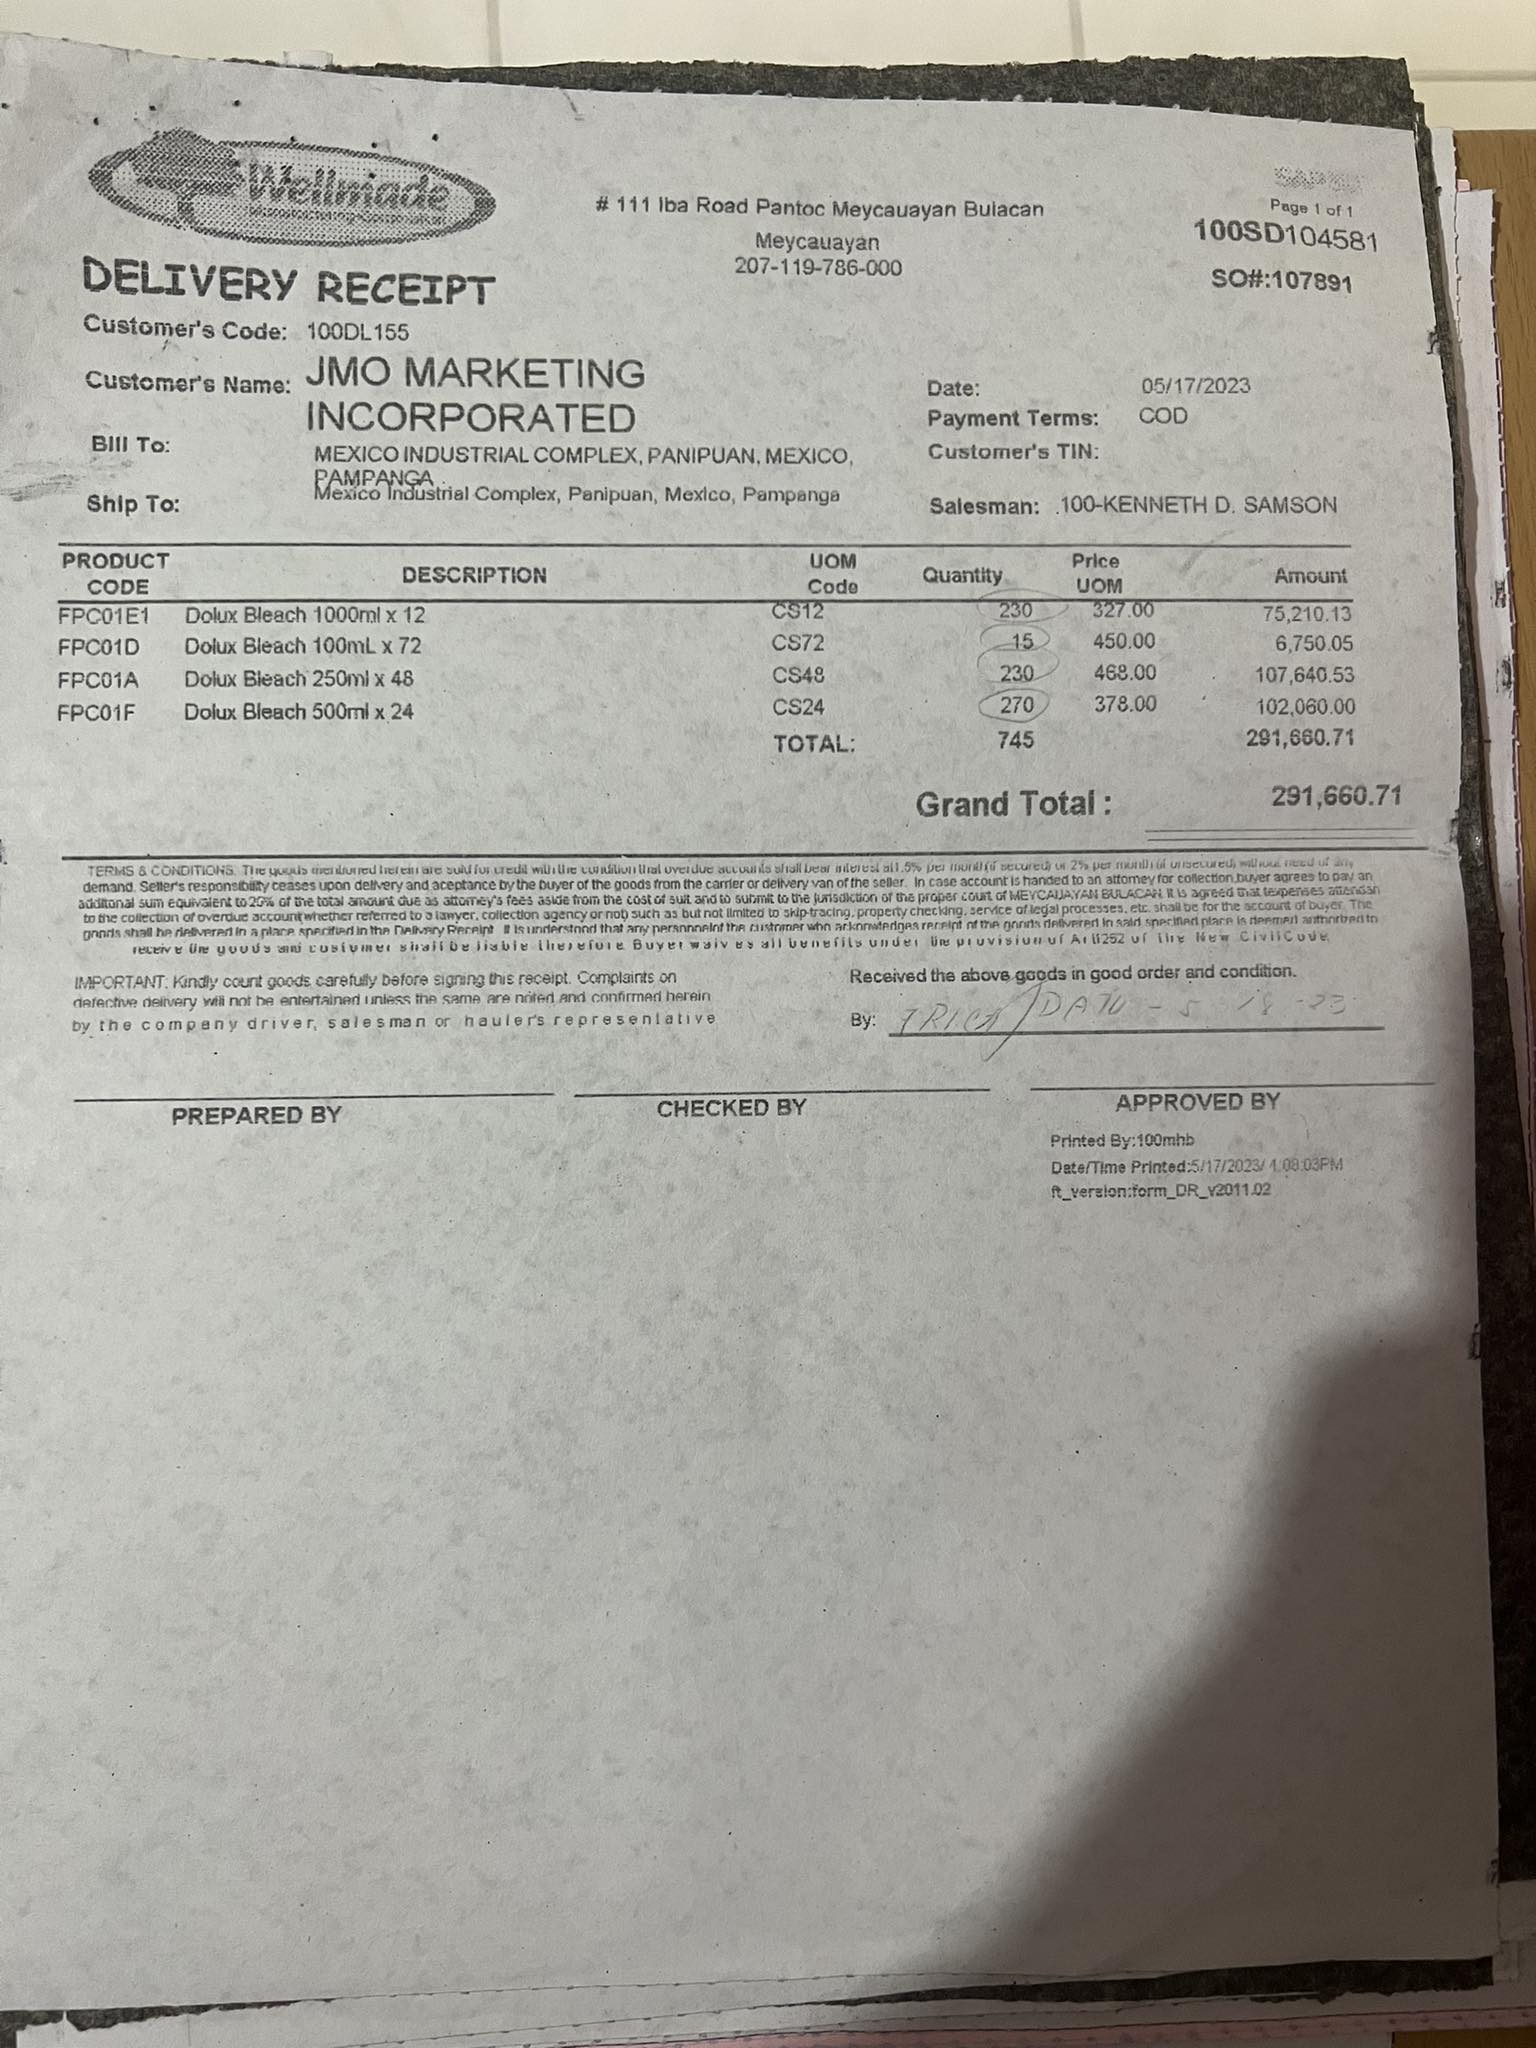 Wellmade
# 111 Iba Road Pantoc Meycauayan Bulacan
Meycauayan
207-119-786-000
Page 1 of 1
100SD104581
SO#:107891
DELIVERY RECEIPT
Customer's Code: 100DL155
Customer's Name: JMO MARKETING
INCORPORATED
Date: 05/17/2023
Payment Terms: COD
Bill To: MEXICO INDUSTRIAL COMPLEX, PANIPUAN, MEXICO,
PAMPANGA
Customer's TIN:
Ship To: Mexico Industrial Complex, Panipuan, Mexico, Pampanga
Salesman: 100-KENNETH D. SAMSON
PRODUCT CODE DESCRIPTION UOM Code Quantity Price UOM Amount
FPC01E1 Dolux Bleach 1000ml x 12 CS12 230 327.00 75,210.13
FPC01D Dolux Bleach 100mL x 72 CS72 15 450.00 6,750.05
FPC01A Dolux Bleach 250ml x 48 CS48 230 468.00 107,640.53
FPC01F Dolux Bleach 500ml x 24 CS24 270 378.00 102,060.00
TOTAL: 745 291,660.71
Grand Total : 291,660.71
TERMS & CONDITIONS. The goods mentioned herein are sold for credit with the condition that overdue accounts shall bear interest at1.5% per month(if secured) or 2% per month(if unsecured) without need of any
demand. Seller's responsibility ceases upon delivery and aceptance by the buyer of the goods from the carrier or delivery van of the seller. In case account is handed to an attorney for collection,buyer agrees to pay an
additonal sum equivalent to 20% of the total amount due as attorney's fees aside from the cost of suit and to submit to the jurisdiction of the proper court of MEYCAUAYAN BULACAN. It is agreed that
to the collection of overdue account(whether referred to a lawyer, collection agency or not) such as but not limited to skip-tracing, property checking, service of legal processes, etc. shall be for the account of buyer. The
goods shall be delivered in a place specified in the Delivery Receipt. It is understood that any personnelof the customer who acknowledges receipt of the goods delivered in said specified place is deemed authorized to
receive the goods and costumer shall be liable therefore Buyer waives all benefits under the provision of Art1252 of the New CivilCode
IMPORTANT: Kindly count goods carefully before signing this receipt. Complaints on
defective delivery will not be entertained unless the same are noted and confirmed herein
by the company driver, salesman or hauler's representative
Received the above goods in good order and condition.
By: 5 18 -23
PREPARED BY
CHECKED BY
APPROVED BY
Printed By:100mhb
Date/Time Printed:5/17/2023/ 4:08:03PM
ft_version:form_DR_v2011.02